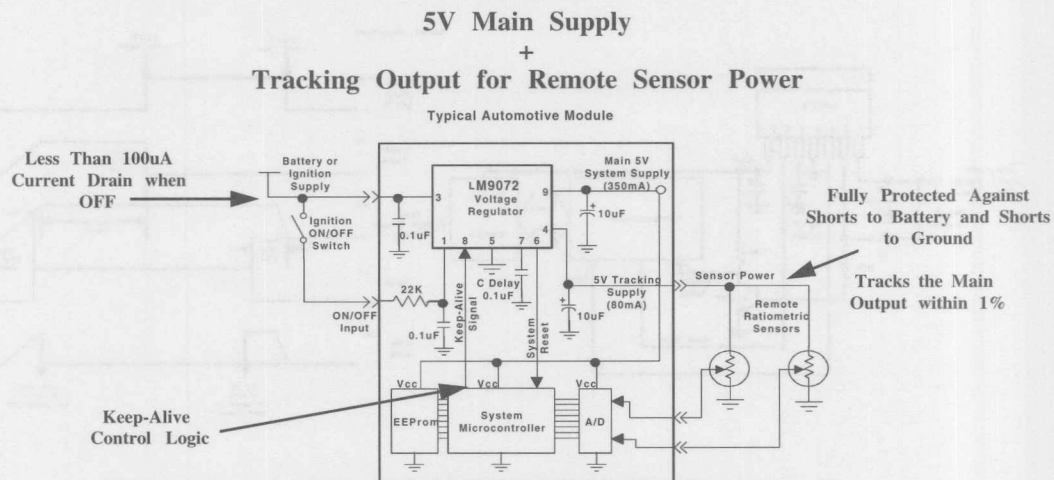 5V Main Supply
+
Tracking Output for Remote Sensor Power
Typical Automotive Module
Less Than 100uA
Current Drain when
OFF
Battery or
Ignition
Supply
Ignition
ON/OFF
Switch
ON/OFF
Input
22K
0.1uF
0.1uF
3
LM9072
Voltage
Regulator
9
4
1
8
5
7
6
Keep-Alive
Signal
C Delay
0.1uF
System
Reset
Main 5V
System Supply
(350mA)
+
10uF
5V Tracking
Supply
(80mA)
+
10uF
Sensor Power
Remote
Ratiometric
Sensors
Fully Protected Against
Shorts to Battery and Shorts
to Ground
Tracks the Main
Output within 1%
Keep-Alive
Control Logic
Vcc
EEProm
Vcc
System
Microcontroller
Vcc
A/D